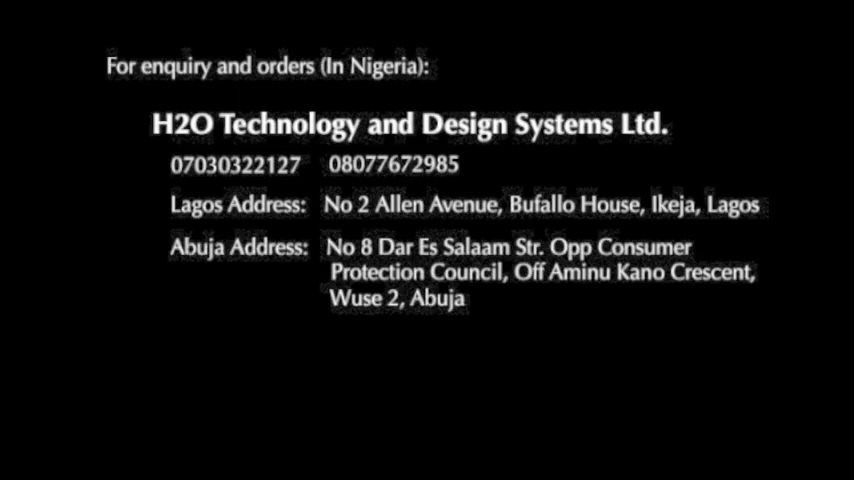 For enquiry and orders (In Nigeria):
H2O Technology and Design Systems Ltd.
07030322127 08077672985
Lagos Address: No 2 Allen Avenue, Bufallo House, Ikeja, Lagos
Abuja Address: No 8 Dar Es Salaam Str. Opp Consumer
Protection Council, Off Aminu Kano Crescent,
Wuse 2, Abuja